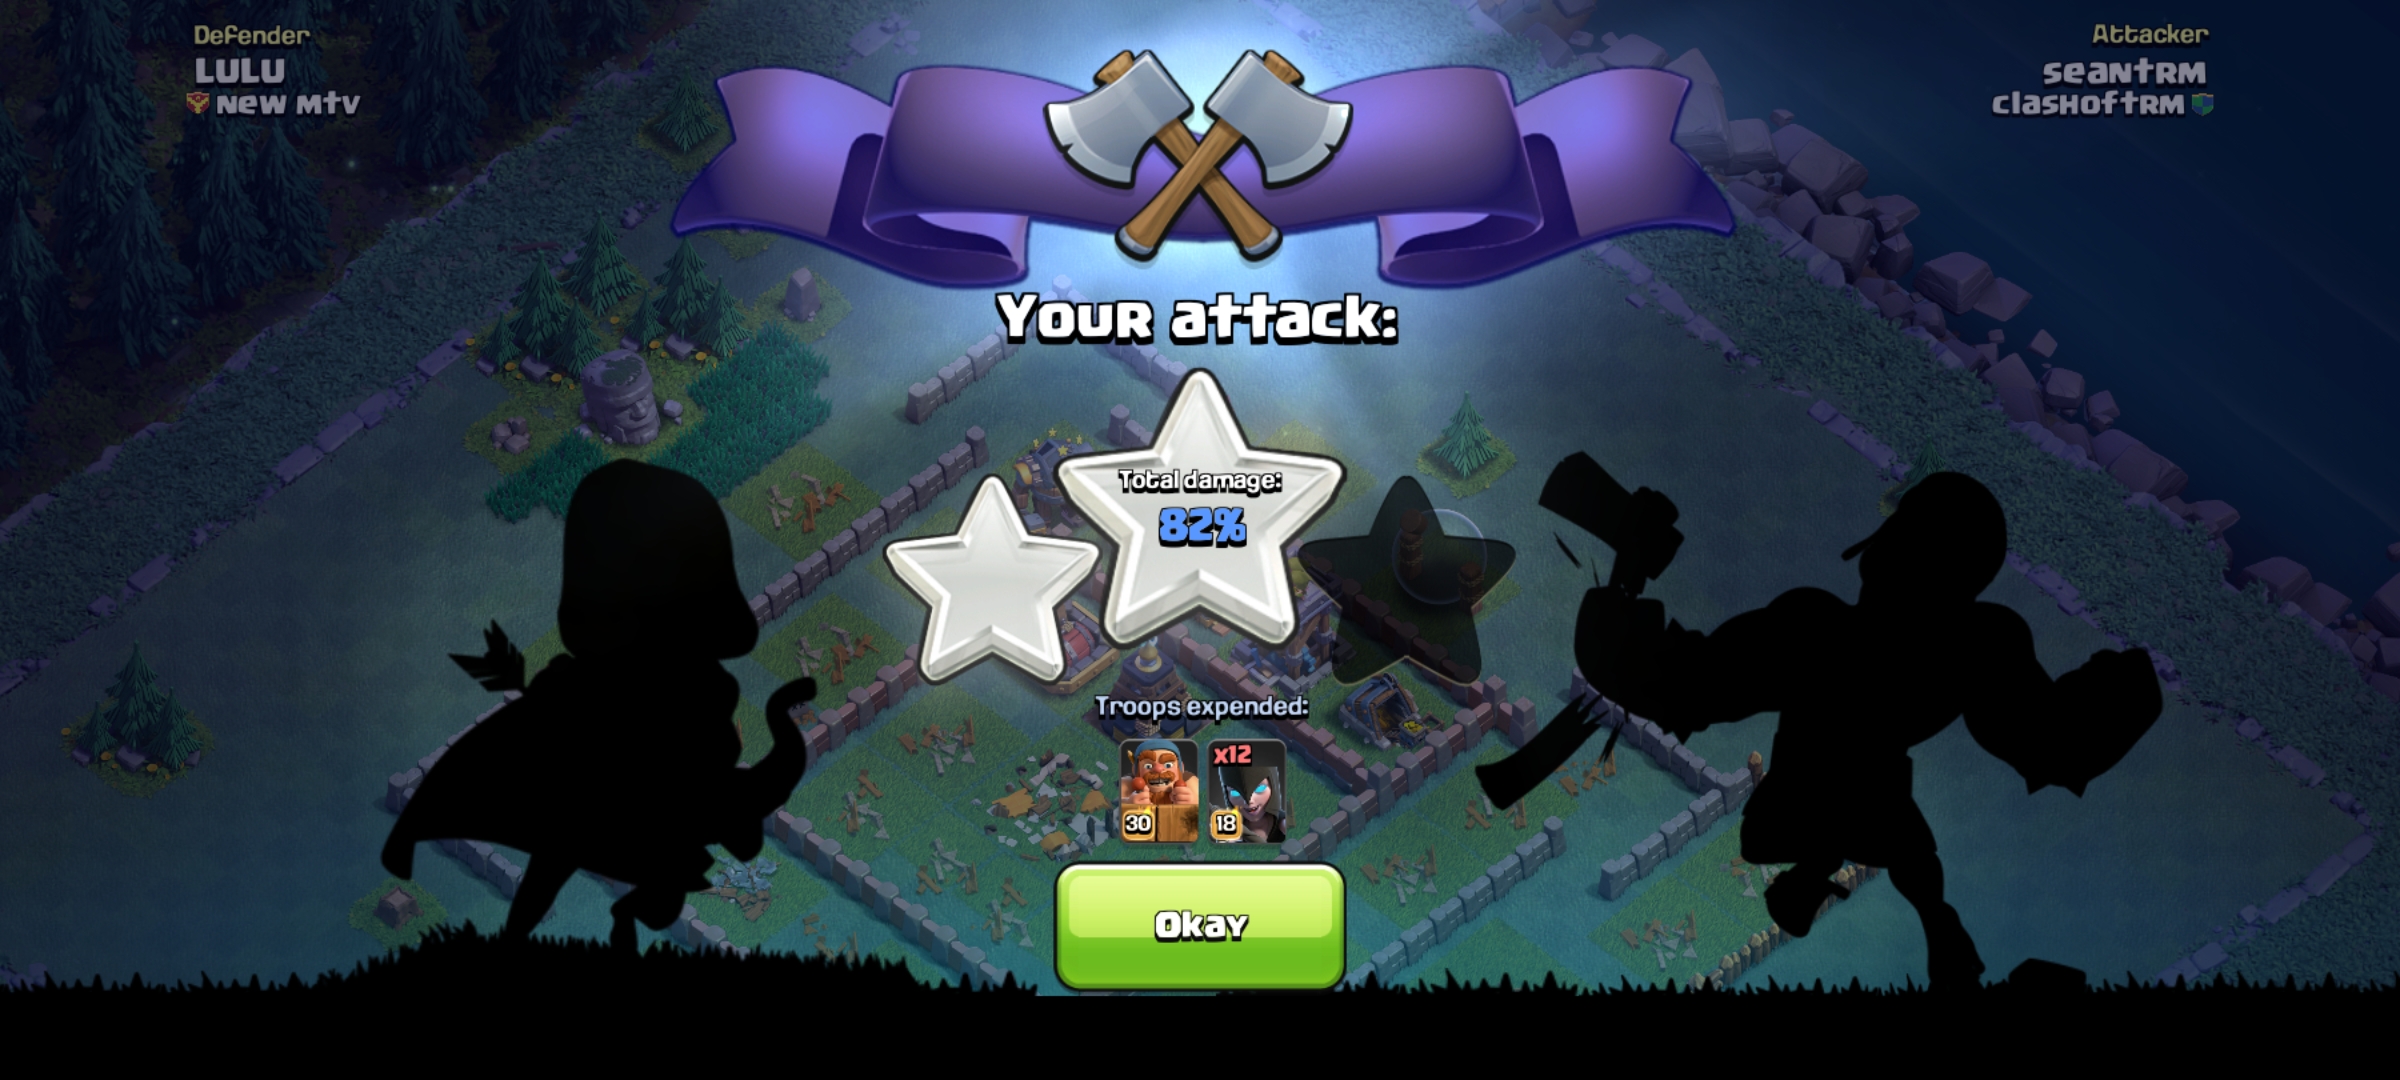 Defender
LULU
New Mtv
Attacker
seantRM
clashoftRM
Your attack:
Total damage:
82%
Troops expended:
x12
30
18
Okay